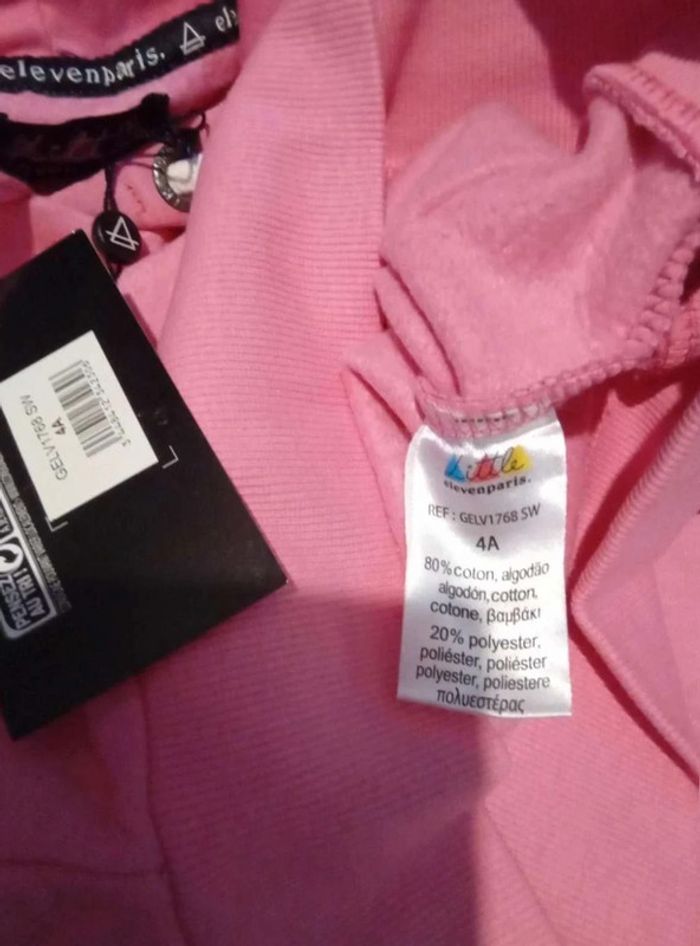 elevenparis.
GELV1768 SW
4A
PENSEZ
AU TRI
Little
elevenparis.
REF : GELV1768 SW
4A
80%coton, algodão
algodón,cotton,
cotone, βαμβάκι
20% polyester,
poliéster, poliéster
polyester, poliestere
πολυεστέρας